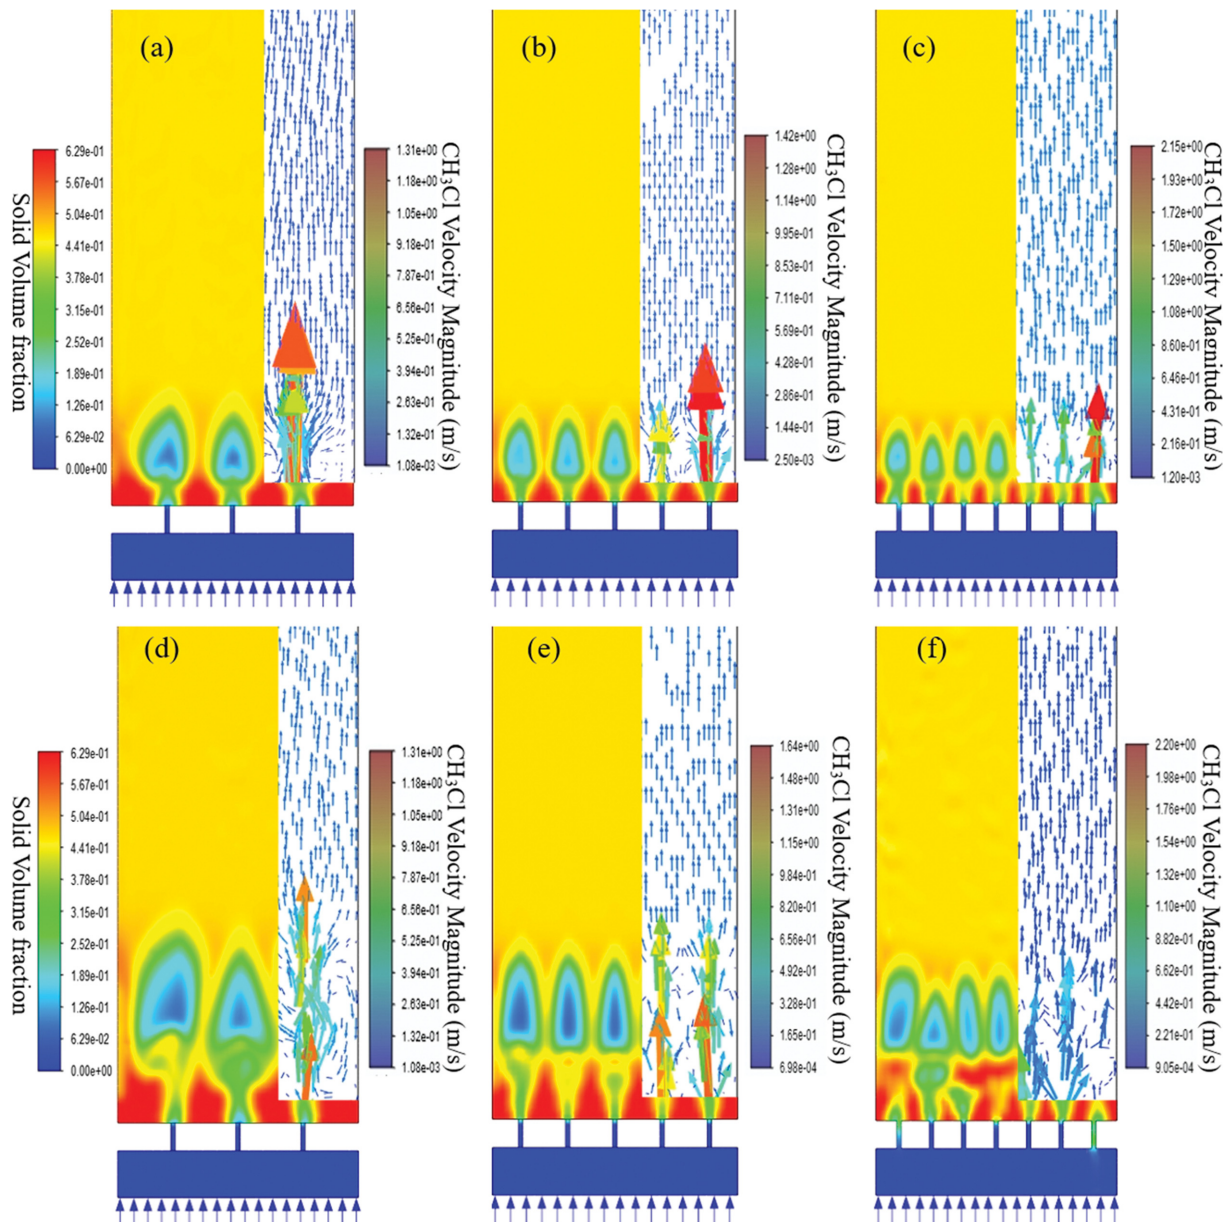 (a)
6.29e-01
5.67e-01
5.04e-01
4.41e-01
3.78e-01
3.15e-01
2.52e-01
1.89e-01
1.26e-01
6.29e-02
0.00e+00
Solid Volume fraction
1.31e+00
1.18e+00
1.05e+00
9.18e-01
7.87e-01
6.56e-01
5.25e-01
3.94e-01
2.63e-01
1.32e-01
1.08e-03
CH₃Cl Velocity Magnitude (m/s)
(b)
1.42e+00
1.28e+00
1.14e+00
9.95e-01
8.53e-01
7.11e-01
5.69e-01
4.28e-01
2.86e-01
1.44e-01
2.50e-03
CH₃Cl Velocity Magnitude (m/s)
(c)
2.15e+00
1.93e+00
1.72e+00
1.50e+00
1.29e+00
1.08e+00
8.60e-01
6.46e-01
4.31e-01
2.16e-01
1.20e-03
CH₃Cl Velocity Magnitude (m/s)
(d)
6.29e-01
5.67e-01
5.04e-01
4.41e-01
3.78e-01
3.15e-01
2.52e-01
1.89e-01
1.26e-01
6.29e-02
0.00e+00
Solid Volume fraction
1.31e+00
1.18e+00
1.05e+00
9.18e-01
7.87e-01
6.56e-01
5.25e-01
3.94e-01
2.63e-01
1.32e-01
1.08e-03
CH₃Cl Velocity Magnitude (m/s)
(e)
1.64e+00
1.48e+00
1.31e+00
1.15e+00
9.84e-01
8.20e-01
6.56e-01
4.92e-01
3.28e-01
1.65e-01
6.98e-04
CH₃Cl Velocity Magnitude (m/s)
(f)
2.20e+00
1.98e+00
1.76e+00
1.54e+00
1.32e+00
1.10e+00
8.82e-01
6.62e-01
4.42e-01
2.21e-01
9.05e-04
CH₃Cl Velocity Magnitude (m/s)